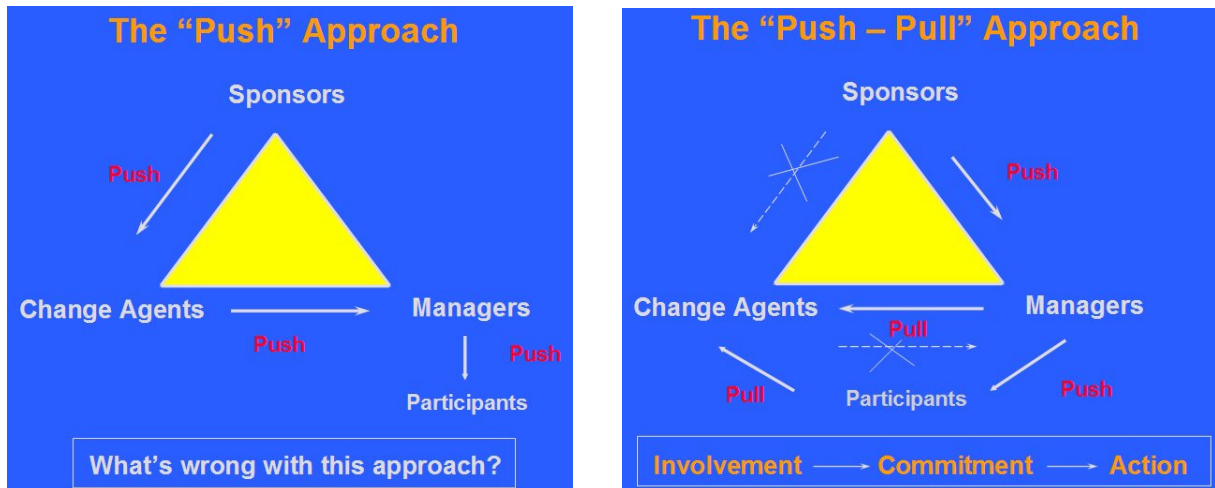 The “Push” Approach
Sponsors
Push
Change Agents
Managers
Push
Push
Participants
What’s wrong with this approach?
The “Push – Pull” Approach
Sponsors
Push
Change Agents
Managers
Pull
Pull
Participants
Push
Involvement Commitment Action